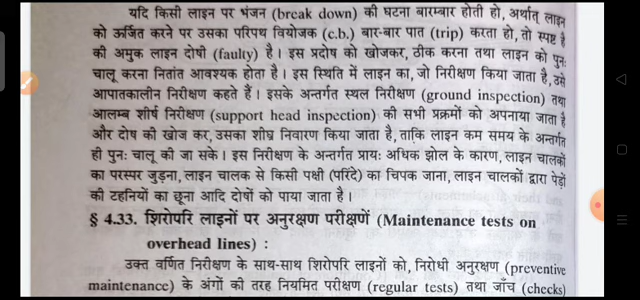 यदि किसी लाइन पर भंजन (break down) की घटना बारम्बार होती हो, अर्थात् लाइन
को ऊर्जित करने पर उसका परिपथ वियोजक (c.b.) बार-बार पात (trip) करता हो, तो स्पष्ट है
की अमुक लाइन दोषी (faulty) है। इस प्रदोष को खोजकर, ठीक करना तथा लाइन को पुनः
चालू करना नितांत आवश्यक होता है। इस स्थिति में लाइन का, जो निरीक्षण किया जाता है, उसे
आपातकालीन निरीक्षण कहते हैं। इसके अन्तर्गत स्थल निरीक्षण (ground inspection) तथा
आलम्ब शीर्ष निरीक्षण (support head inspection) की सभी प्रक्रमों को अपनाया जाता है
और दोष की खोज कर, उसका शीघ्र निवारण किया जाता है, ताकि लाइन कम समय के अन्तर्गत
ही पुनः चालू की जा सके। इस निरीक्षण के अन्तर्गत प्रायः अधिक झोल के कारण, लाइन चालकों
का परस्पर जुड़ना, लाइन चालक से किसी पक्षी (परिंदे) का चिपक जाना, लाइन चालकों द्वारा पेड़ों
की टहनियों का छूना आदि दोषों को पाया जाता है।
§ 4.33. शिरोपरि लाइनों पर अनुरक्षण परीक्षणें (Maintenance tests on
overhead lines) :
उक्त वर्णित निरीक्षण के साथ-साथ शिरोपरि लाइनों को, निरोधी अनुरक्षण (preventive
maintenance) के अंगों की तरह नियमित परीक्षण (regular tests) तथा जाँच (checks)